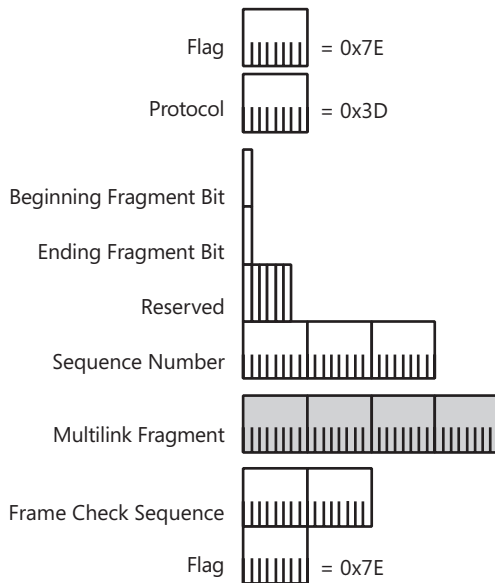 Flag = 0x7E
Protocol = 0x3D
Beginning Fragment Bit
Ending Fragment Bit
Reserved
Sequence Number
Multilink Fragment
Frame Check Sequence
Flag = 0x7E